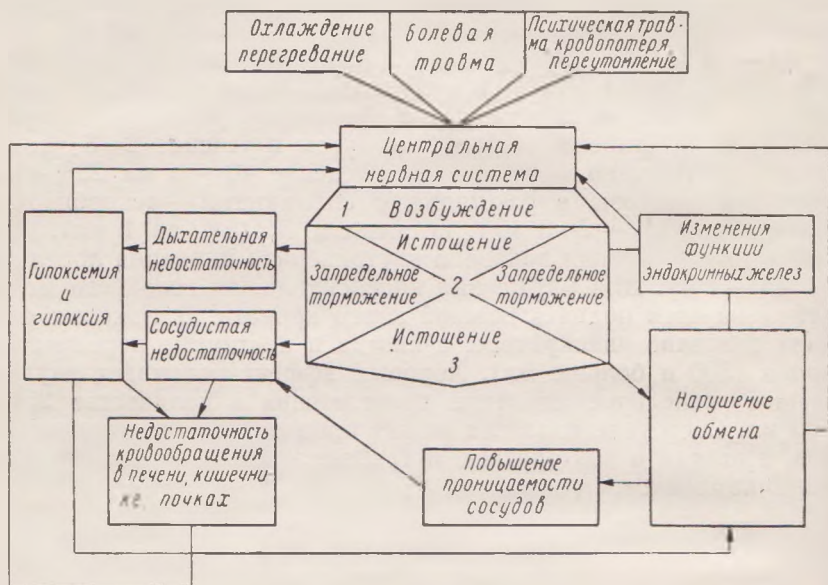 Охлаждение
перегревание
болевая
травма
Психическая трав-
ма кровопотеря
переутомление
Центральная
нервная система
1 Возбуждение
Истощение
Запредельное
торможение
2
Запредельное
торможение
Истощение
3
Дыхательная
недостаточность
Сосудистая
недостаточность
Гипоксемия
и
гипоксия
Изменения
функции
эндокринных желез
Недостаточность
кривообращения
в печени, кишечни
ке, почках
Повышение
проницаемости
сосудов
Нарушение
обмена